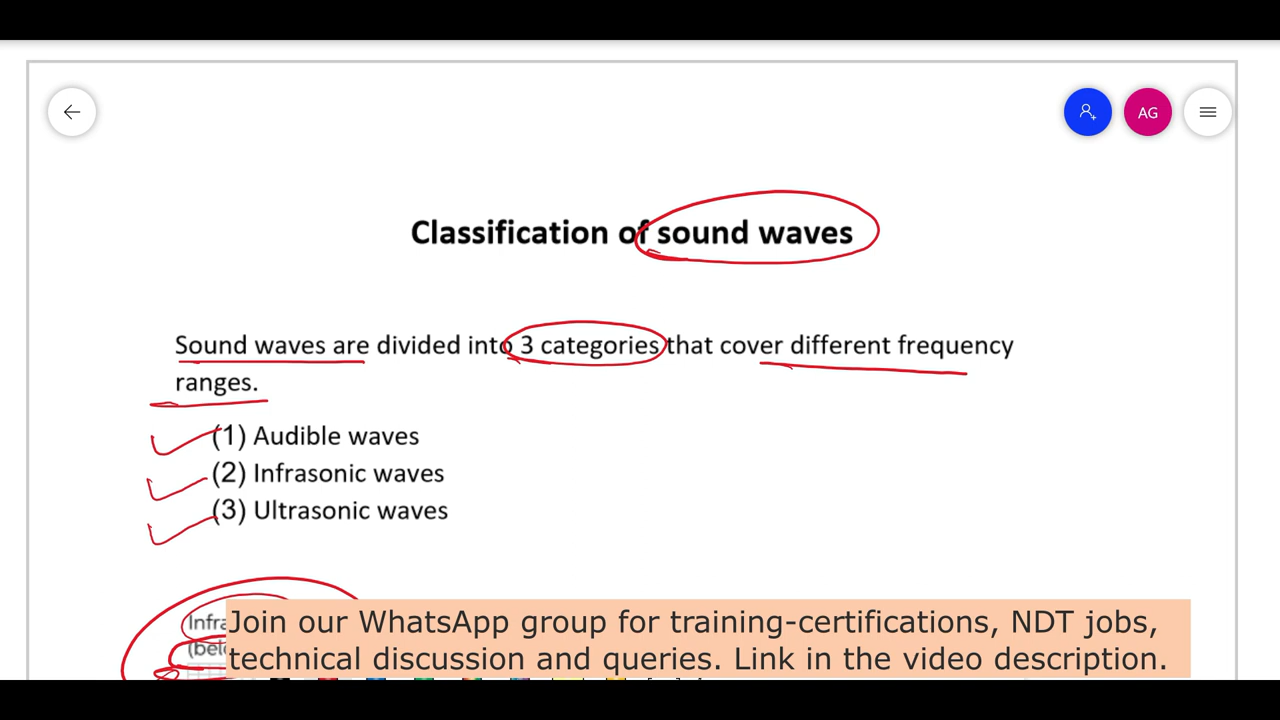 AG
Classification of sound waves
Sound waves are divided into 3 categories that cover different frequency
ranges.
(1) Audible waves
(2) Infrasonic waves
(3) Ultrasonic waves
Join our WhatsApp group for training-certifications, NDT jobs,
technical discussion and queries. Link in the video description.